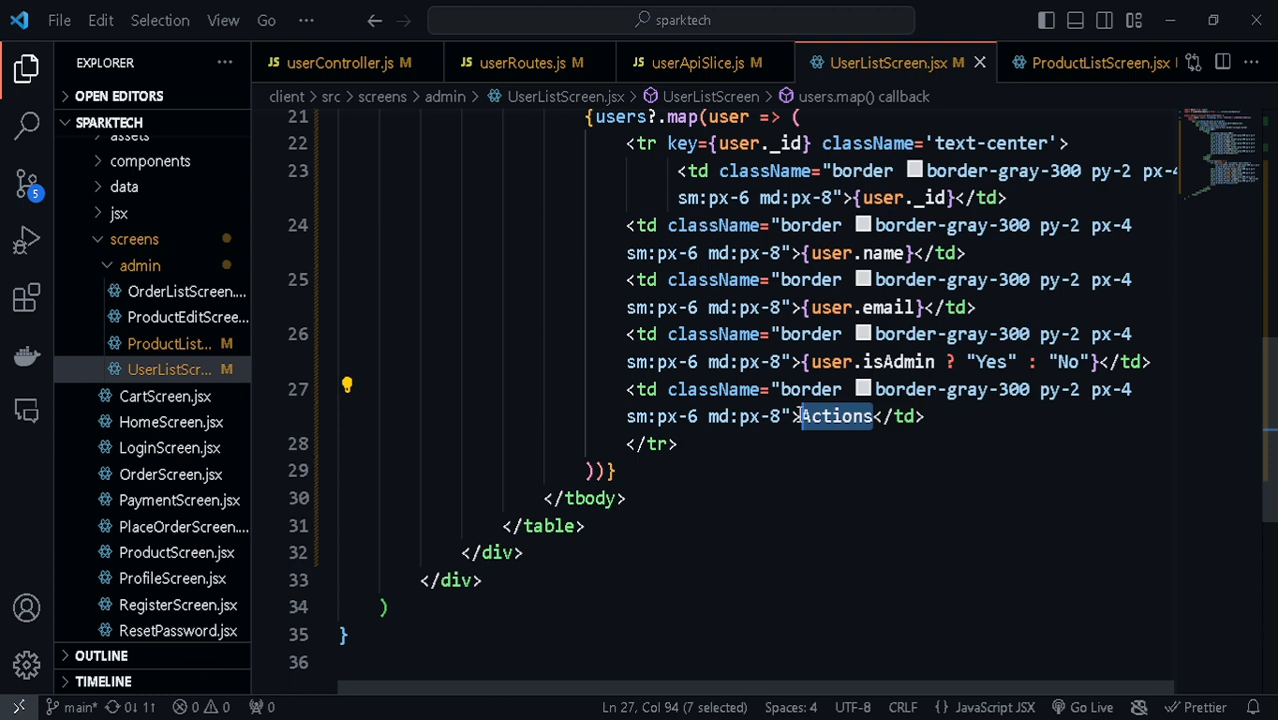 File Edit Selection View Go ··· sparktech
EXPLORER ···
userController.js M userRoutes.js M userApiSlice.js M UserListScreen.jsx M ProductListScreen.jsx M ···
OPEN EDITORS
client > src > screens > admin > UserListScreen.jsx > UserListScreen > users.map() callback
SPARKTECH
assets
components
data
jsx
screens
admin
OrderListScreen....
ProductEditScree...
ProductList... M
UserListScr... M
CartScreen.jsx
HomeScreen.jsx
LoginScreen.jsx
OrderScreen.jsx
PaymentScreen.jsx
PlaceOrderScreen....
ProductScreen.jsx
ProfileScreen.jsx
RegisterScreen.jsx
ResetPassword.jsx
OUTLINE
TIMELINE
5
21 {users?.map(user => (
22 <tr key={user._id} className='text-center'>
23 <td className="border border-gray-300 py-2 px-4
sm:px-6 md:px-8">{user._id}</td>
24 <td className="border border-gray-300 py-2 px-4
sm:px-6 md:px-8">{user.name}</td>
25 <td className="border border-gray-300 py-2 px-4
sm:px-6 md:px-8">{user.email}</td>
26 <td className="border border-gray-300 py-2 px-4
sm:px-6 md:px-8">{user.isAdmin ? "Yes" : "No"}</td>
27 <td className="border border-gray-300 py-2 px-4
sm:px-6 md:px-8">Actions</td>
28 </tr>
29 ))}
30 </tbody>
31 </table>
32 </div>
33 </div>
34 )
35 }
36
main* 0↓ 1↑ 0 0 0 Ln 27, Col 94 (7 selected) Spaces: 4 UTF-8 CRLF {} JavaScript JSX Go Live Prettier